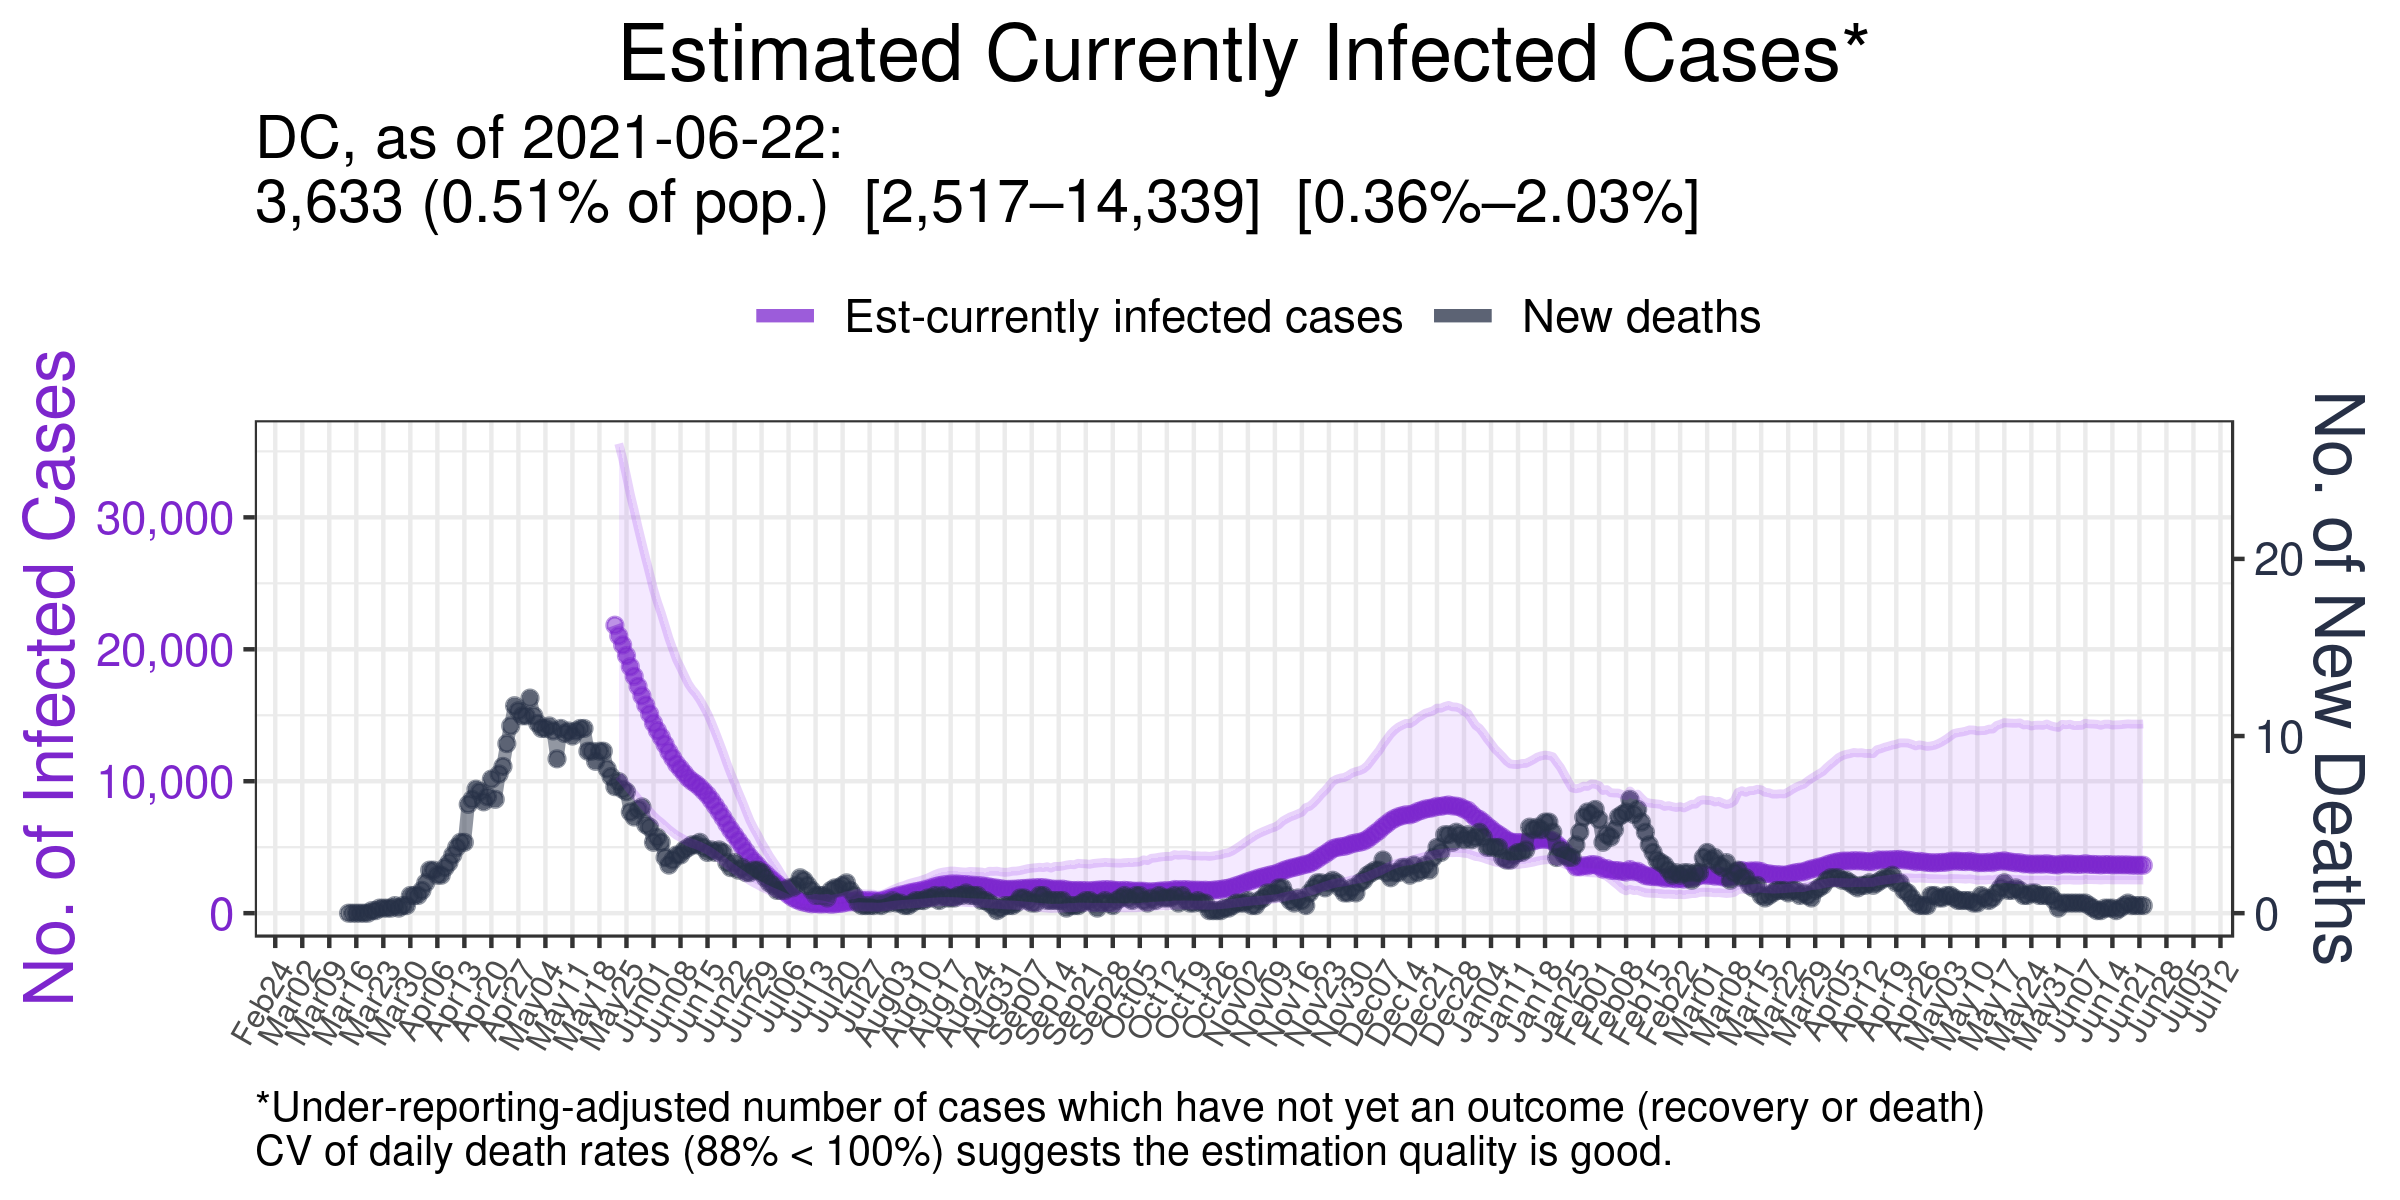 Estimated Currently Infected Cases*
DC, as of 2021-06-22:
3,633 (0.51% of pop.) [2,517–14,339] [0.36%–2.03%]
Est-currently infected cases New deaths
No. of Infected Cases
30,000
20,000
10,000
0
20
10
0
No. of New Deaths
Feb24 Mar02 Mar09 Mar16 Mar23 Mar30 Apr06 Apr13 Apr20 Apr27 May04 May11 May18 May25 Jun01 Jun08 Jun15 Jun22 Jun29 Jul06 Jul13 Jul20 Jul27 Aug03 Aug10 Aug17 Aug24 Aug31 Sep07 Sep14 Sep21 Sep28 Oct05 Oct12 Oct19 Oct26 Nov02 Nov09 Nov16 Nov23 Nov30 Dec07 Dec14 Dec21 Dec28 Jan04 Jan11 Jan18 Jan25 Feb01 Feb08 Feb15 Feb22 Mar01 Mar08 Mar15 Mar22 Mar29 Apr05 Apr12 Apr19 Apr26 May03 May10 May17 May24 May31 Jun07 Jun14 Jun21 Jun28 Jul05 Jul12
*Under-reporting-adjusted number of cases which have not yet an outcome (recovery or death)
CV of daily death rates (88% < 100%) suggests the estimation quality is good.